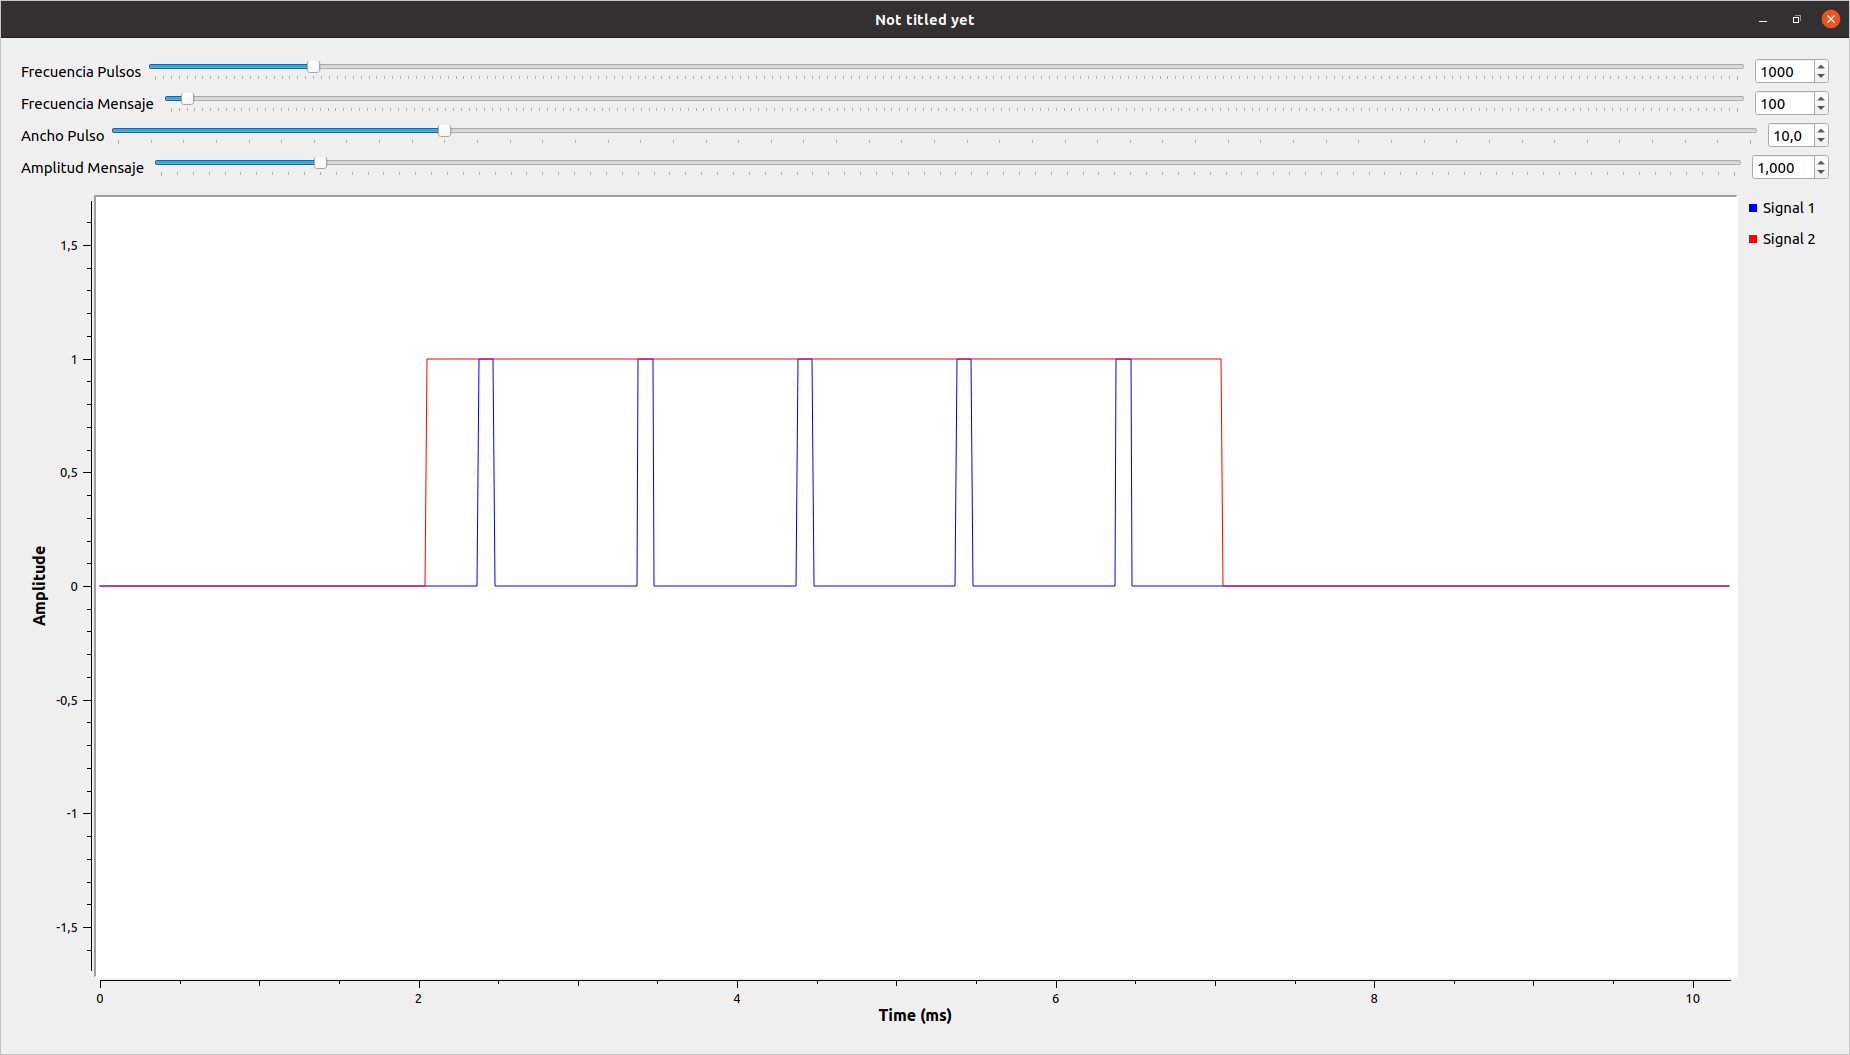 Not titled yet
Frecuencia Pulsos 1000
Frecuencia Mensaje 100
Ancho Pulso 10,0
Amplitud Mensaje 1,000
Signal 1
Signal 2
1,5
1
0,5
0
-0,5
-1
-1,5
Amplitude
0 2 4 6 8 10
Time (ms)